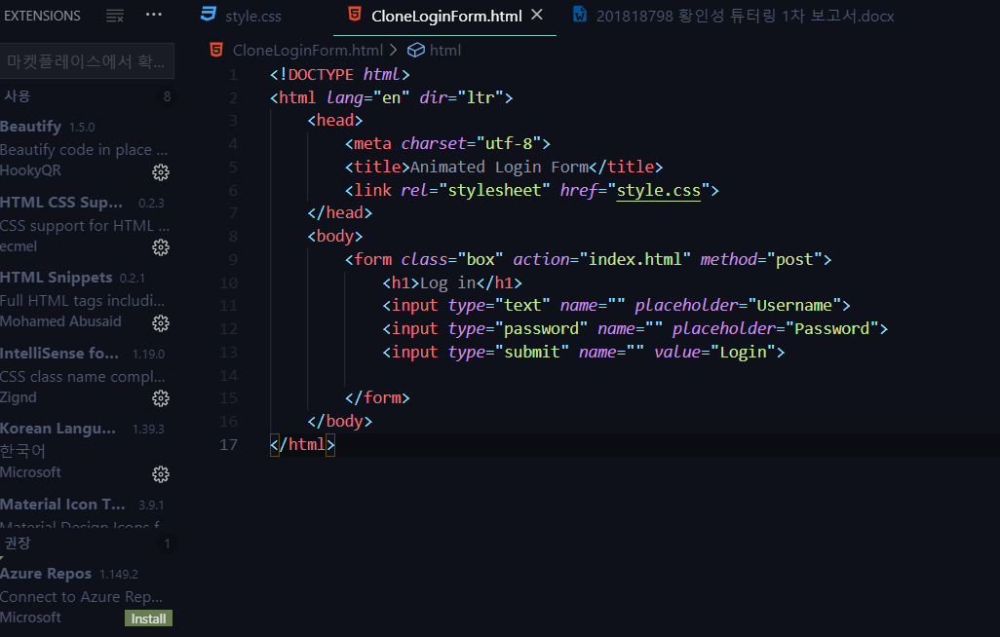 EXTENSIONS
style.css
CloneLoginForm.html
201818798 황인성 튜터링 1차 보고서.docx
마켓플레이스에서 확...
사용 8
Beautify 1.5.0
Beautify code in place ...
HookyQR
HTML CSS Sup... 0.2.3
CSS support for HTML ...
ecmel
HTML Snippets 0.2.1
Full HTML tags includi...
Mohamed Abusaid
IntelliSense fo... 1.19.0
CSS class name compl...
Zignd
Korean Langu... 1.39.3
한국어
Microsoft
Material Icon T... 3.9.1
Material Design Icons f...
권장 1
Azure Repos 1.149.2
Connect to Azure Rep...
Microsoft
Install
CloneLoginForm.html > html
1 <!DOCTYPE html>
2 <html lang="en" dir="ltr">
3 <head>
4 <meta charset="utf-8">
5 <title>Animated Login Form</title>
6 <link rel="stylesheet" href="style.css">
7 </head>
8 <body>
9 <form class="box" action="index.html" method="post">
10 <h1>Log in</h1>
11 <input type="text" name="" placeholder="Username">
12 <input type="password" name="" placeholder="Password">
13 <input type="submit" name="" value="Login">
14
15 </form>
16 </body>
17 </html>